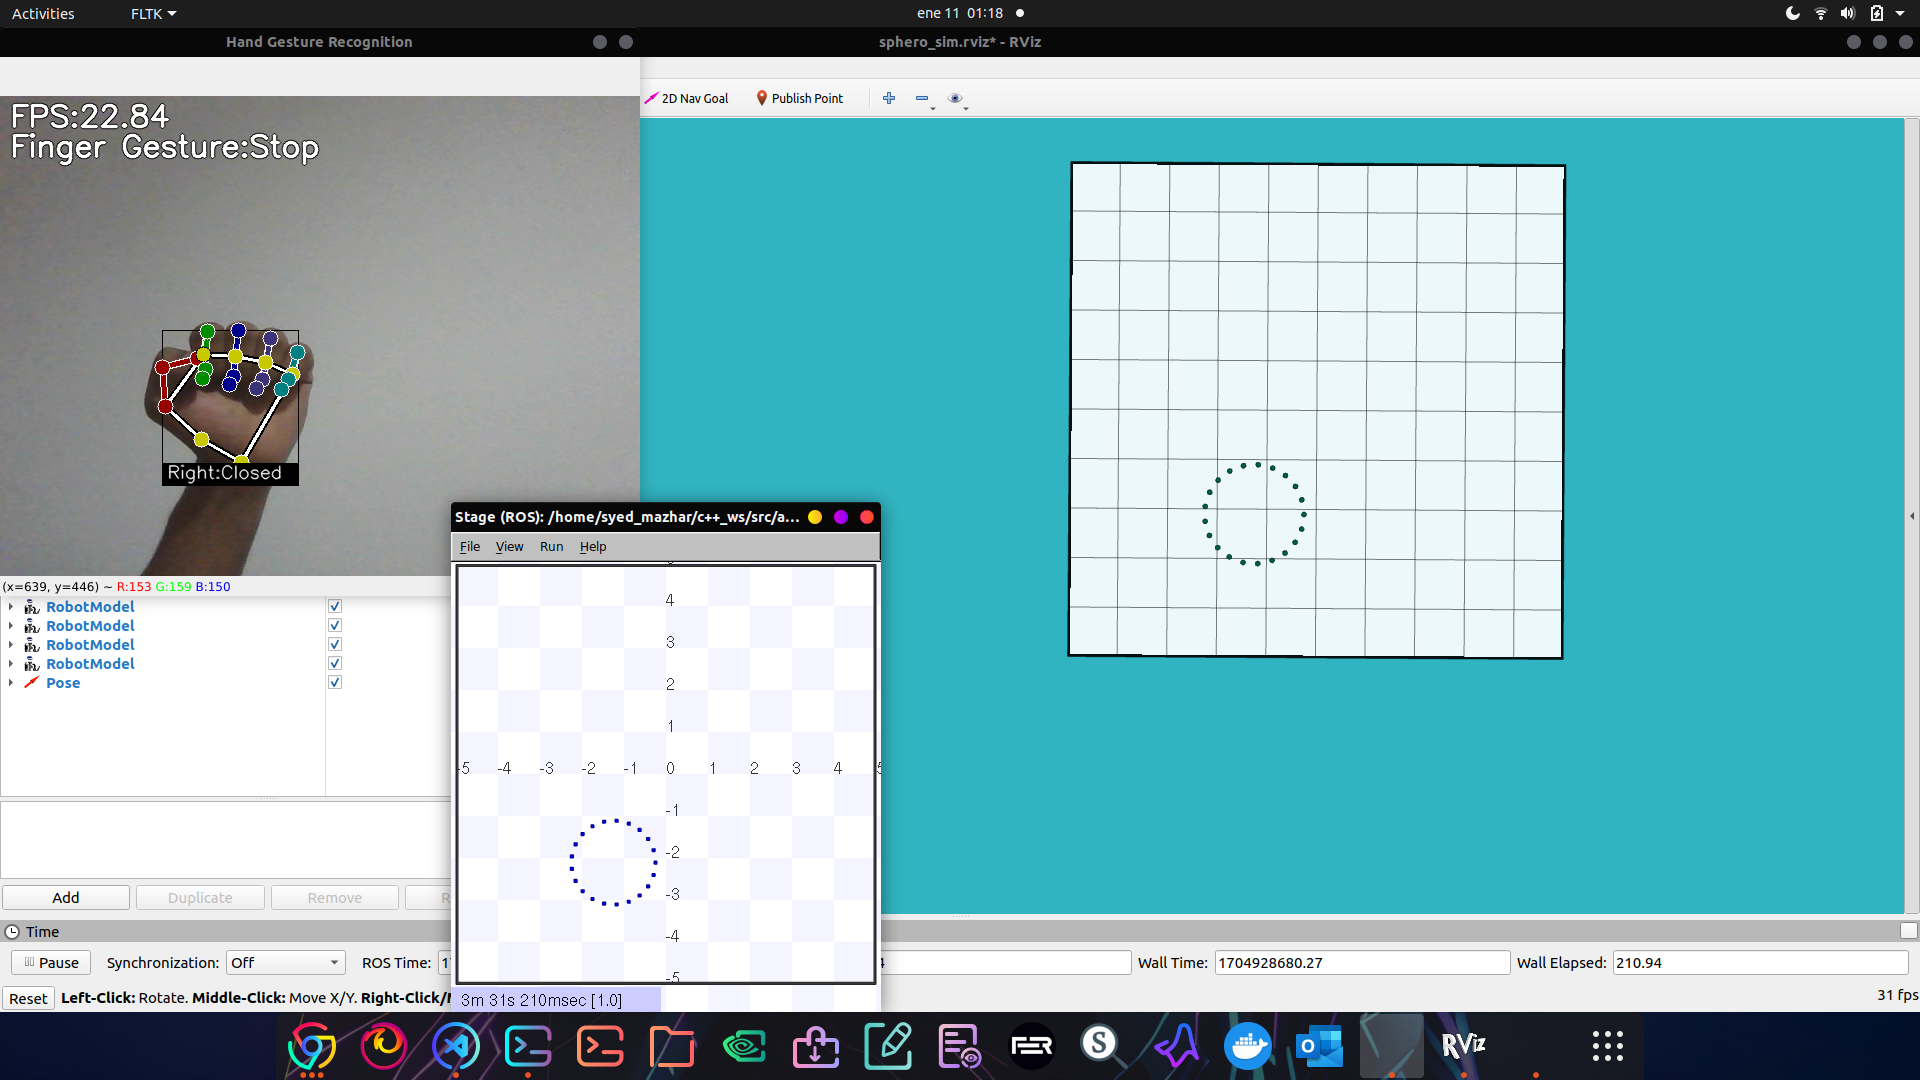 Activities
FLTK
ene 11 01:18
Hand Gesture Recognition
sphero_sim.rviz* - RViz
2D Nav Goal
Publish Point
FPS:22.84
Finger Gesture:Stop
Right:Closed
(x=639, y=446) ~ R:153 G:159 B:150
RobotModel
RobotModel
RobotModel
RobotModel
Pose
Stage (ROS): /home/syed_mazhar/c++_ws/src/a...
File View Run Help
4
3
2
1
-5 -4 -3 -2 -1 0 1 2 3 4 5
-1
-2
-3
-4
-5
3m 31s 210msec [1.0]
Add
Duplicate
Remove
R
Time
Pause
Synchronization:
Off
ROS Time:
17
4
Wall Time:
1704928680.27
Wall Elapsed:
210.94
Reset
Left-Click: Rotate. Middle-Click: Move X/Y. Right-Click/M
31 fps
S
O
RViz